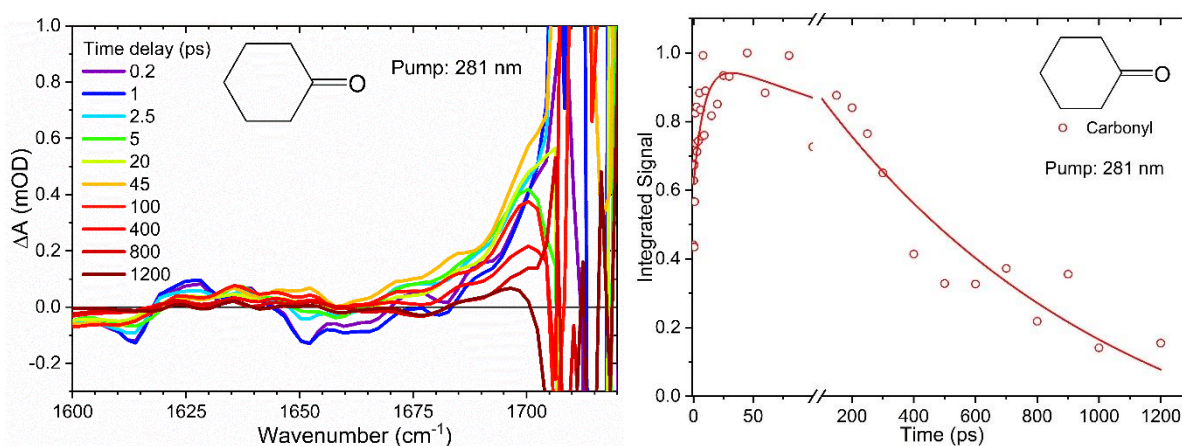 Time delay (ps)
0.2
1
2.5
5
20
45
100
400
800
1200
O
Pump: 281 nm
ΔA (mOD)
1.0
0.8
0.6
0.4
0.2
0.0
-0.2
1600 1625 1650 1675 1700
Wavenumber (cm⁻¹)
O
Carbonyl
Pump: 281 nm
Integrated Signal
1.0
0.8
0.6
0.4
0.2
0.0
0 50 200 400 600 800 1000 1200
Time (ps)